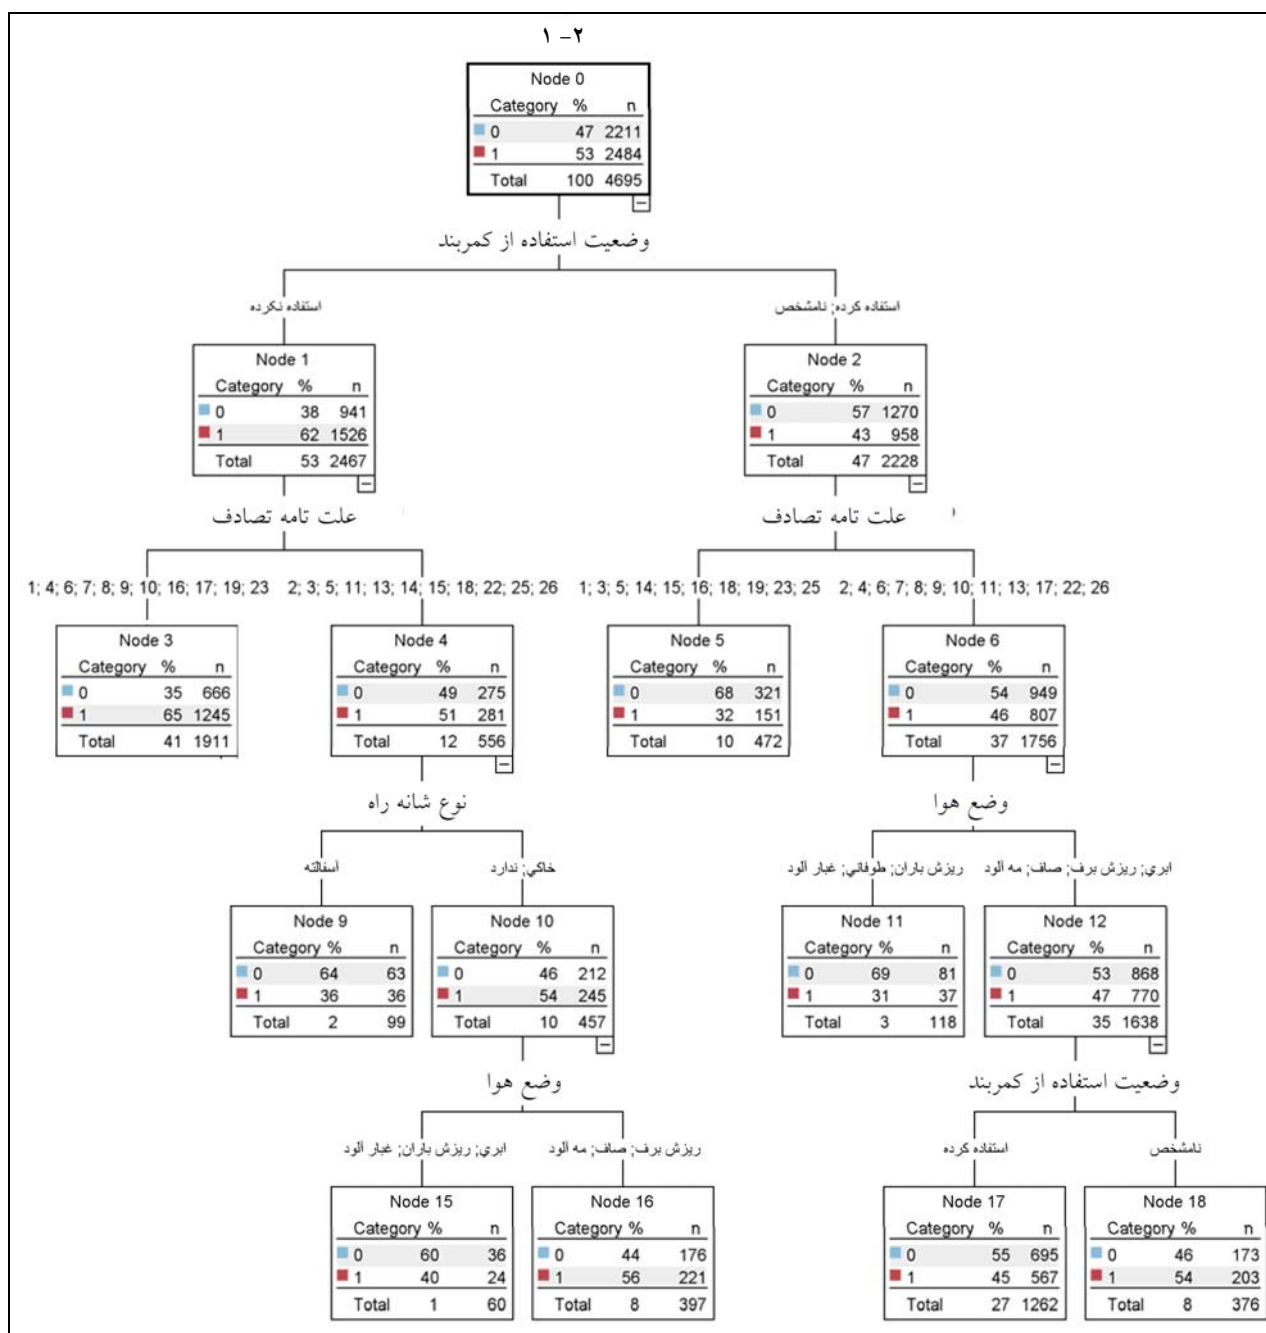 ۱ -۲
Node 0
Category % n
0 47 2211
1 53 2484
Total 100 4695
وضعیت استفاده از کمربند
استفاده نکرده
استفاده کرده; نامشخص
Node 1
Category % n
0 38 941
1 62 1526
Total 53 2467
Node 2
Category % n
0 57 1270
1 43 958
Total 47 2228
علت تامه تصادف
علت تامه تصادف
1; 4; 6; 7; 8; 9; 10; 16; 17; 19; 23
2; 3; 5; 11; 13; 14; 15; 18; 22; 25; 26
1; 3; 5; 14; 15; 16; 18; 19; 23; 25
2; 4; 6; 7; 8; 9; 10; 11; 13; 17; 22; 26
Node 3
Category % n
0 35 666
1 65 1245
Total 41 1911
Node 4
Category % n
0 49 275
1 51 281
Total 12 556
Node 5
Category % n
0 68 321
1 32 151
Total 10 472
Node 6
Category % n
0 54 949
1 46 807
Total 37 1756
نوع شانه راه
وضع هوا
آسفالته
خاكي; ندارد
ريزش باران; طوفاني; غبار آلود
ابري; ريزش برف; صاف; مه آلود
Node 9
Category % n
0 64 63
1 36 36
Total 2 99
Node 10
Category % n
0 46 212
1 54 245
Total 10 457
Node 11
Category % n
0 69 81
1 31 37
Total 3 118
Node 12
Category % n
0 53 868
1 47 770
Total 35 1638
وضع هوا
وضعیت استفاده از کمربند
ابري; ريزش باران; غبار آلود
ريزش برف; صاف; مه آلود
استفاده کرده
نامشخص
Node 15
Category % n
0 60 36
1 40 24
Total 1 60
Node 16
Category % n
0 44 176
1 56 221
Total 8 397
Node 17
Category % n
0 55 695
1 45 567
Total 27 1262
Node 18
Category % n
0 46 173
1 54 203
Total 8 376